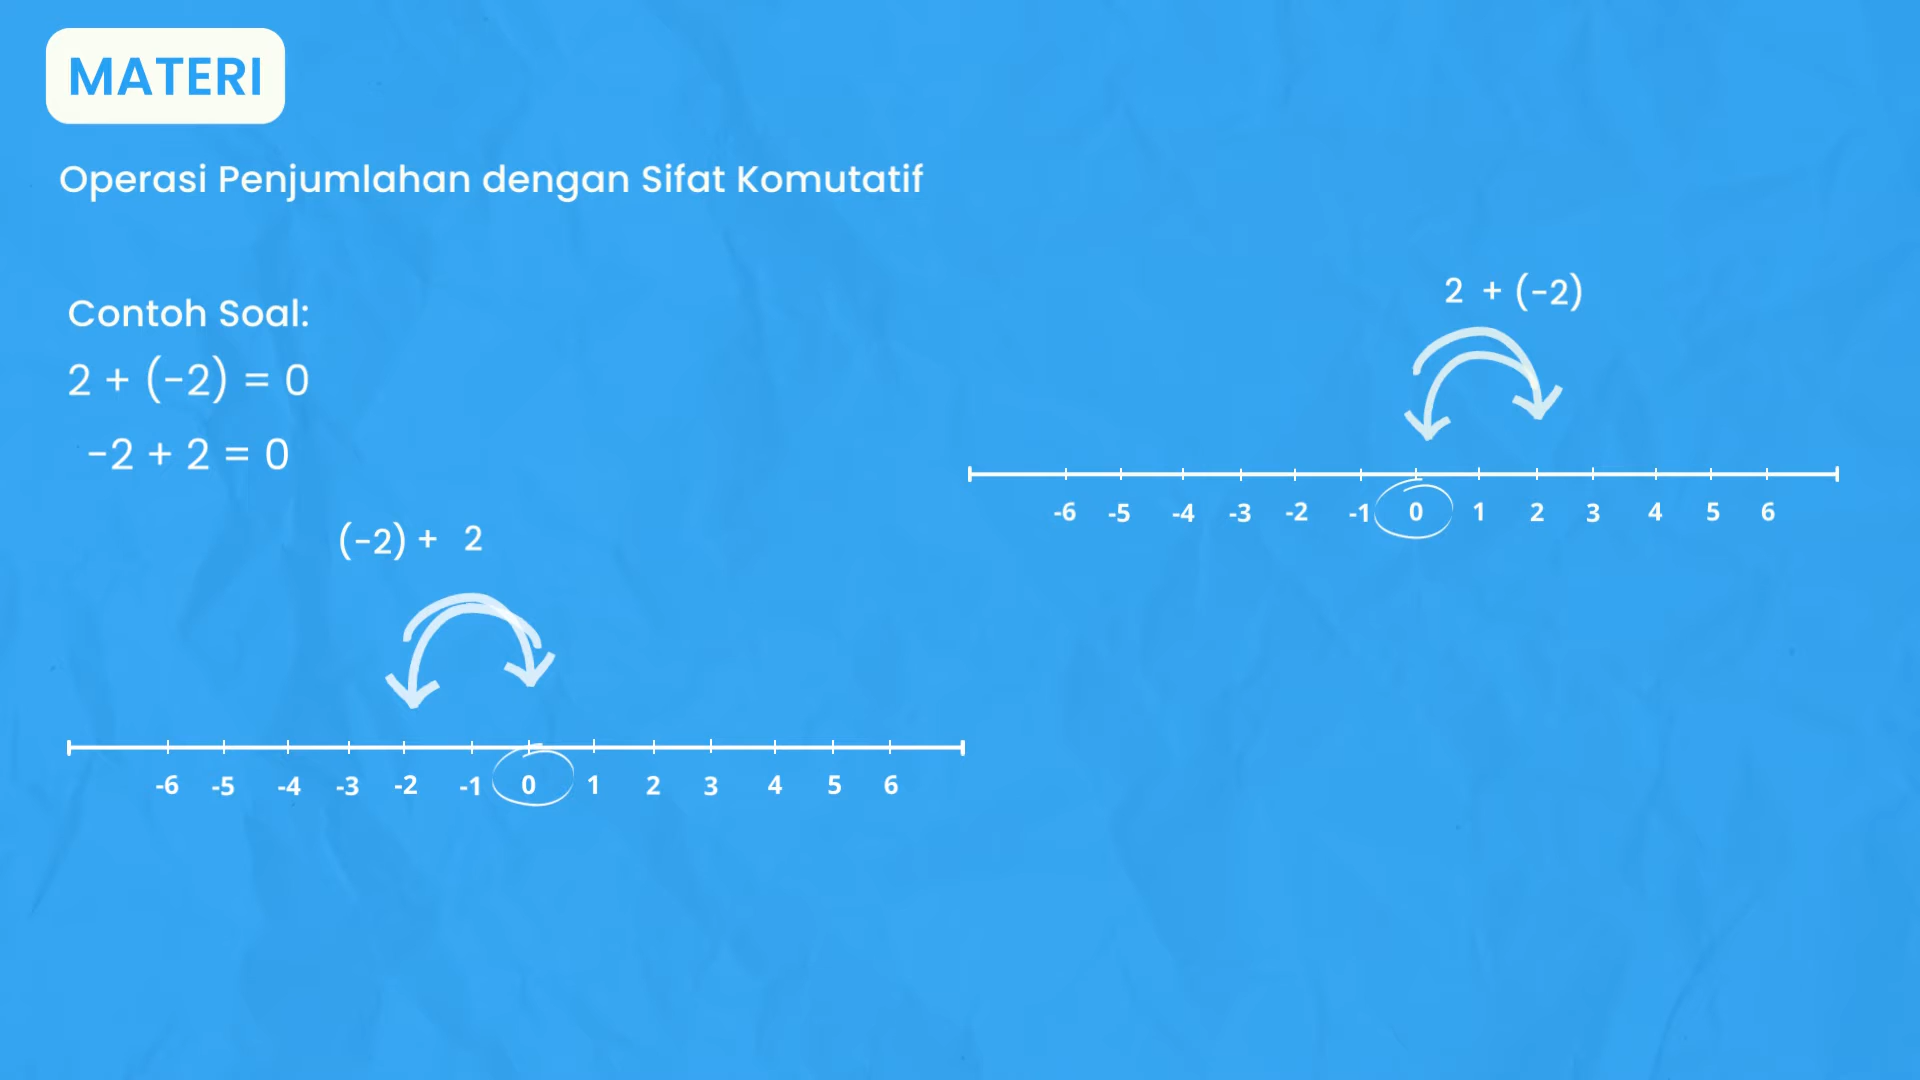 MATERI
Operasi Penjumlahan dengan Sifat Komutatif
Contoh Soal:
2 + (-2) = 0
-2 + 2 = 0
2 + (-2)
-6 -5 -4 -3 -2 -1 0 1 2 3 4 5 6
(-2) + 2
-6 -5 -4 -3 -2 -1 0 1 2 3 4 5 6